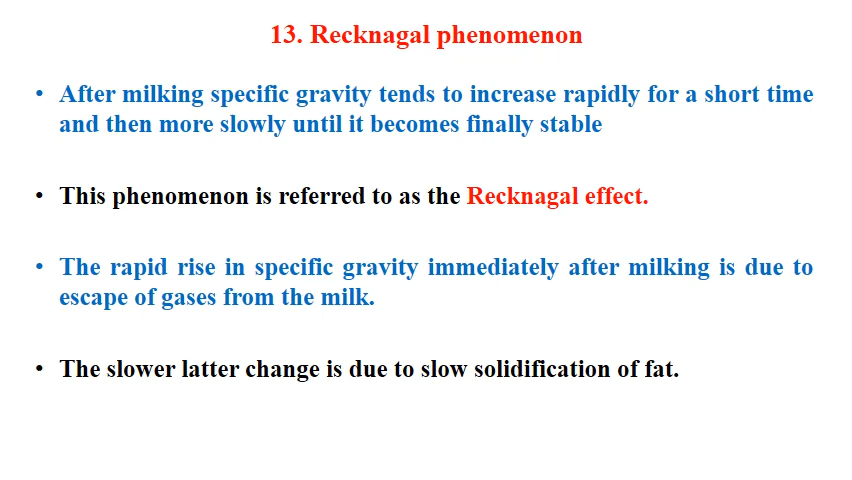 13. Recknagal phenomenon
• After milking specific gravity tends to increase rapidly for a short time
and then more slowly until it becomes finally stable
• This phenomenon is referred to as the Recknagal effect.
• The rapid rise in specific gravity immediately after milking is due to
escape of gases from the milk.
• The slower latter change is due to slow solidification of fat.